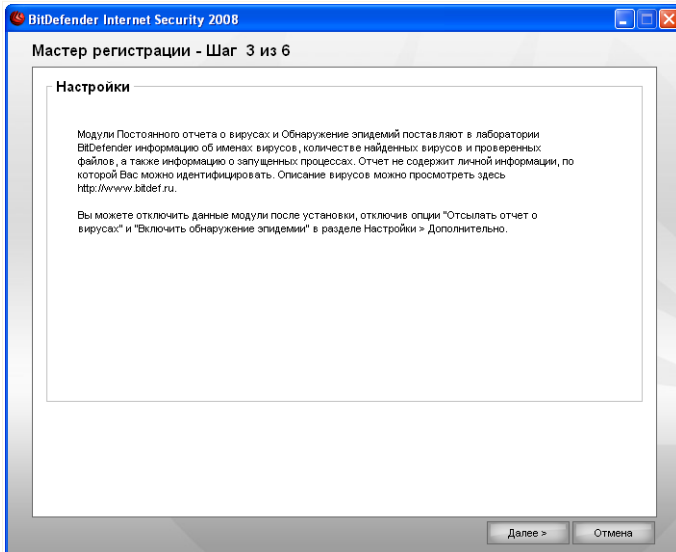 BitDefender Internet Security 2008
Мастер регистрации - Шаг 3 из 6
Настройки
Модули Постоянного отчета о вирусах и Обнаружение эпидемий поставляют в лаборатории
BitDefender информацию об именах вирусов, количестве найденных вирусов и проверенных
файлов, а также информацию о запущенных процессах. Отчет не содержит личной информации, по
которой Вас можно идентифицировать. Описание вирусов можно просмотреть здесь
http://www.bitdef.ru.
Вы можете отключить данные модули после установки, отключив опции "Отсылать отчет о
вирусах" и "Включить обнаружение эпидемии" в разделе Настройки > Дополнительно.
Далее >
Отмена